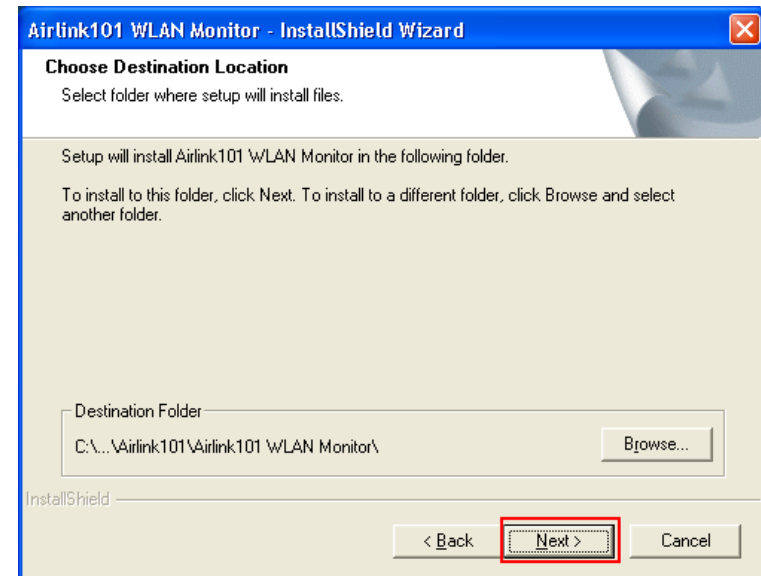 Airlink101 WLAN Monitor - InstallShield Wizard
Choose Destination Location
Select folder where setup will install files.
Setup will install Airlink101 WLAN Monitor in the following folder.
To install to this folder, click Next. To install to a different folder, click Browse and select
another folder.
Destination Folder
C:\...\Airlink101\Airlink101 WLAN Monitor\
Browse...
InstallShield
< Back
Next >
Cancel